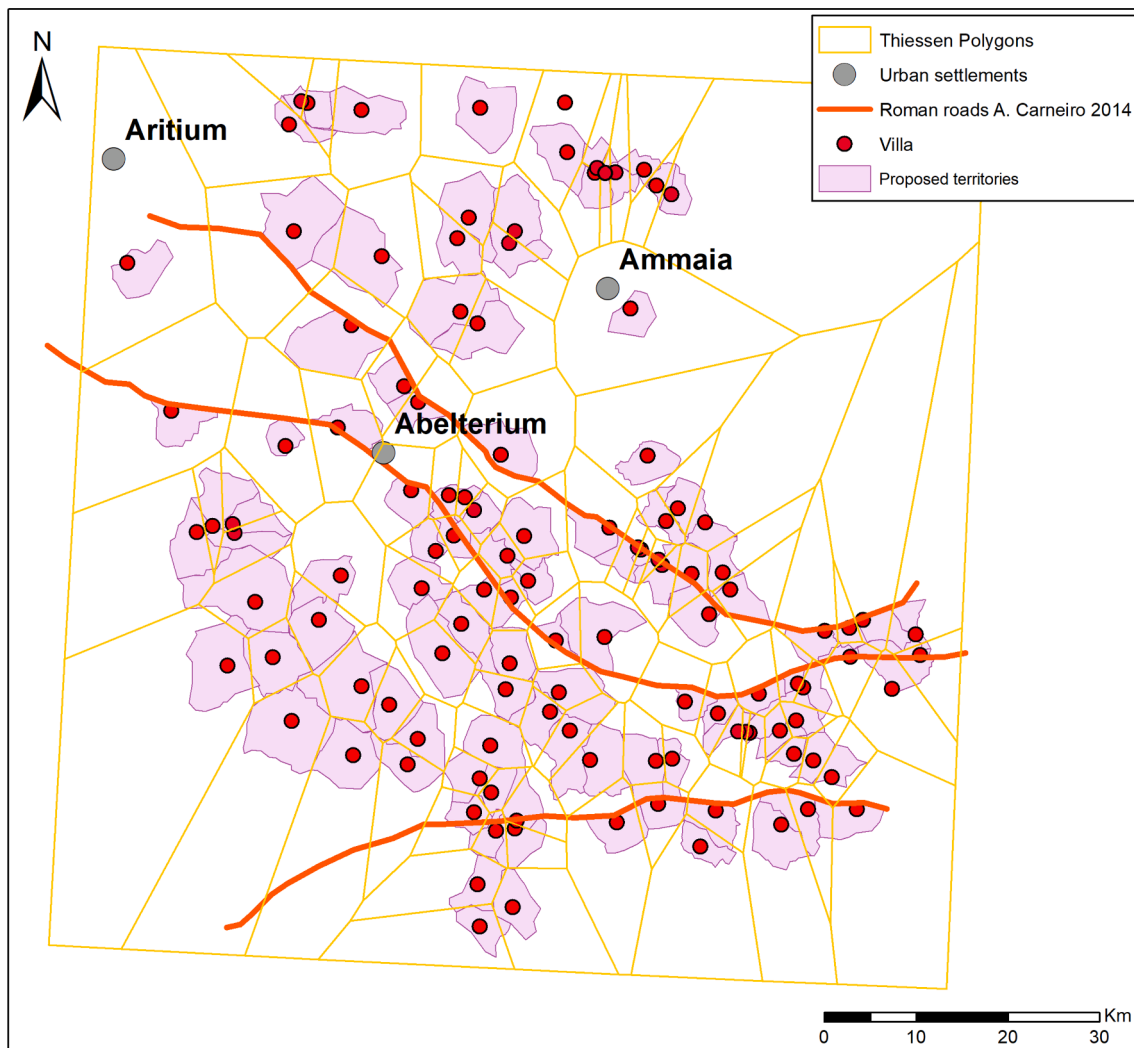 N
Thiessen Polygons
Urban settlements
Roman roads A. Carneiro 2014
Villa
Proposed territories
Aritium
Ammaia
Abelterium
Km
0 10 20 30